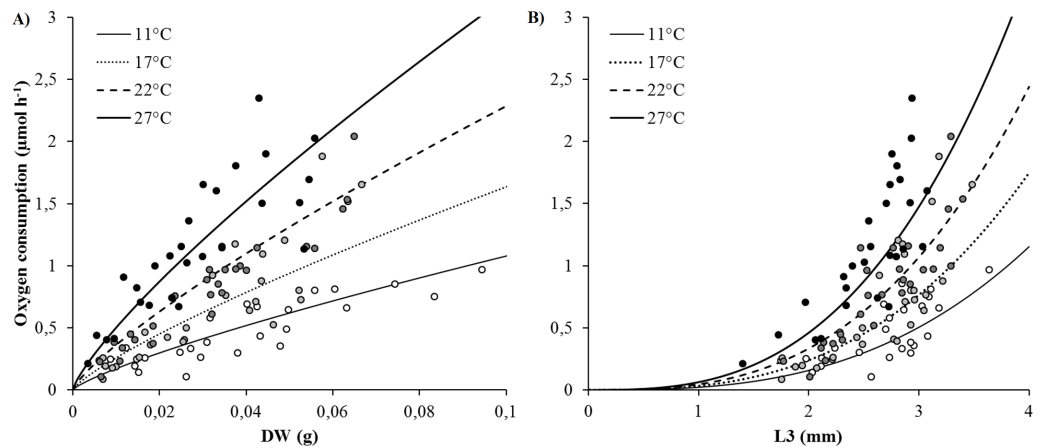 A)
3
2,5
2
1,5
1
0,5
0
Oxygen consumption (µmol h⁻¹)
11°C
17°C
22°C
27°C
0
0,02
0,04
0,06
0,08
0,1
DW (g)
B)
3
2,5
2
1,5
1
0,5
0
11°C
17°C
22°C
27°C
0
1
2
3
4
L3 (mm)